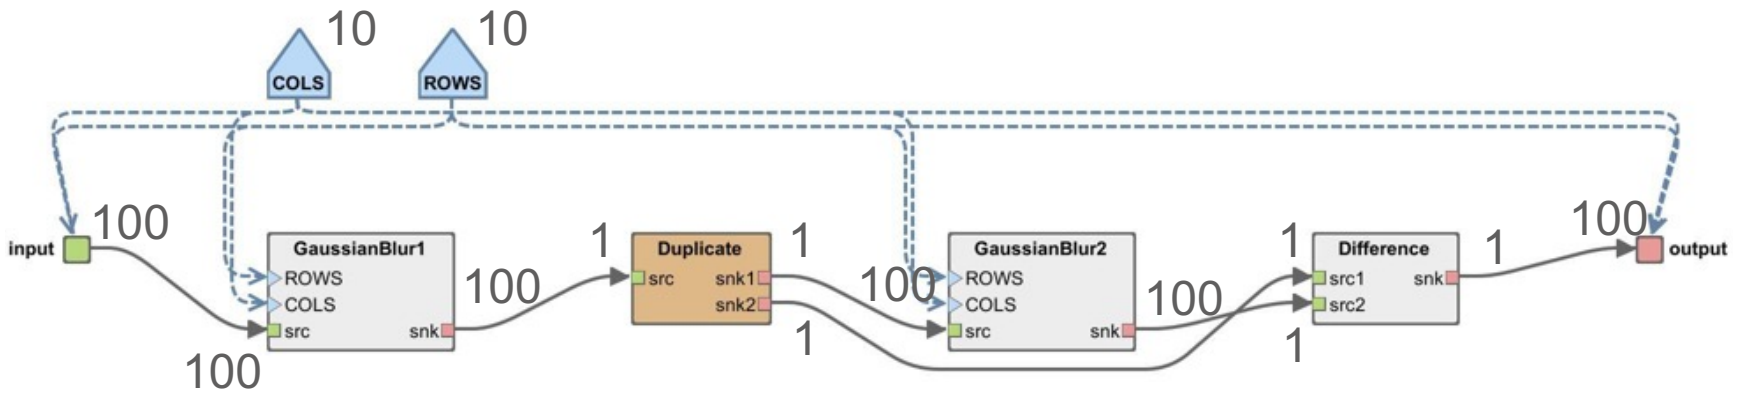 10
10
COLS
ROWS
100
1
1
1
1
100
input
GaussianBlur1
Duplicate
GaussianBlur2
Difference
output
ROWS
src
snk1
ROWS
src1
snk
100
100
100
COLS
snk2
COLS
src2
src
snk
src
snk
1
1
100